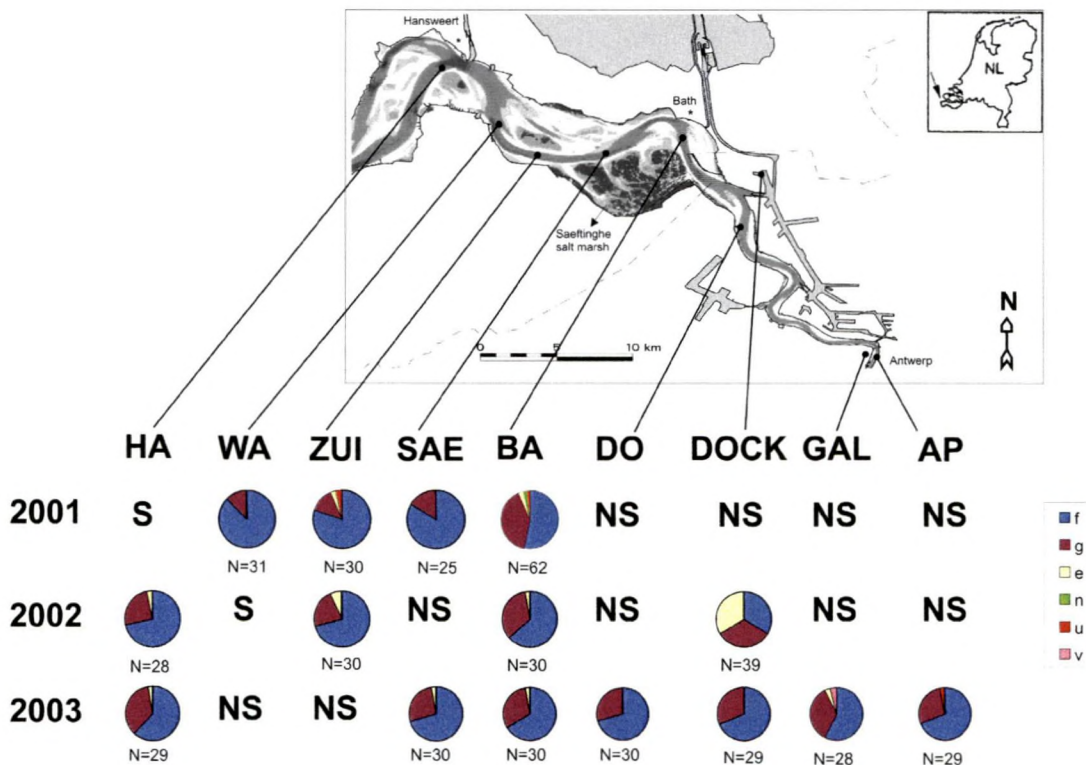 Hansweert
NL
Bath
Saeftinghe
salt marsh
N
0 5 10 km
Antwerp
HA WA ZUI SAE BA DO DOCK GAL AP
2001 S NS NS NS NS
N=31 N=30 N=25 N=62
2002 S NS NS NS NS
N=28 N=30 N=30 N=39
2003 NS NS
N=29 N=30 N=30 N=30 N=29 N=28 N=29
f
g
e
n
u
v